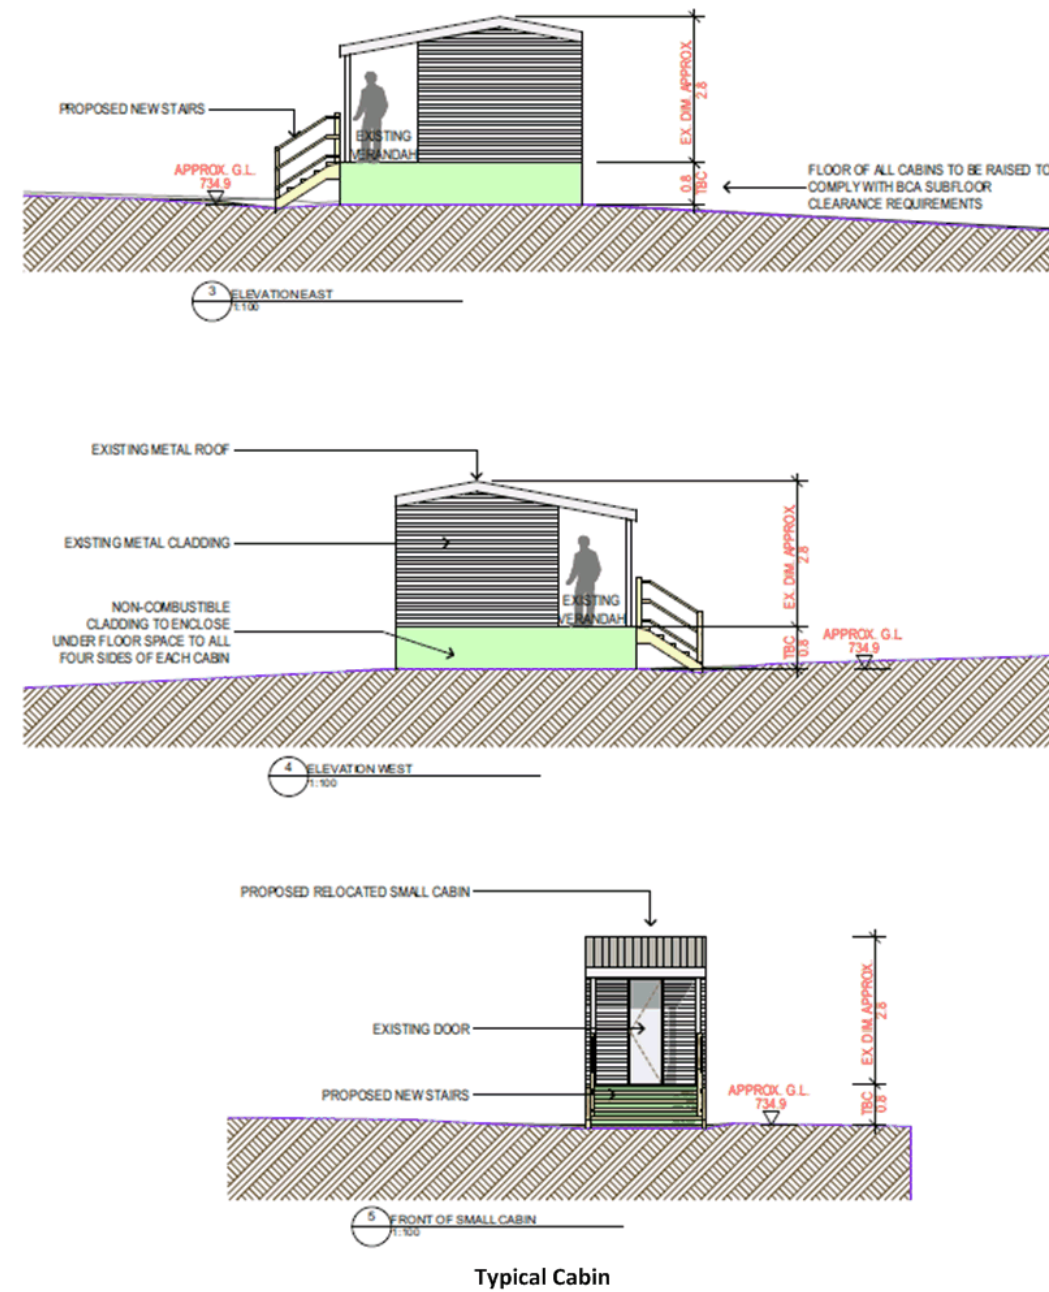 PROPOSED NEW STAIRS
EXISTING
VERANDAH
APPROX. G.L.
734.9
EX. DIM. APPROX.
2.8
0.8
TBC
FLOOR OF ALL CABINS TO BE RAISED TO
COMPLY WITH BCA SUBFLOOR
CLEARANCE REQUIREMENTS
3
ELEVATION EAST
1:100
EXISTING METAL ROOF
EXISTING METAL CLADDING
NON-COMBUSTIBLE
CLADDING TO ENCLOSE
UNDER FLOOR SPACE TO ALL
FOUR SIDES OF EACH CABIN
EXISTING
VERANDAH
EX. DIM. APPROX.
2.8
TBC
0.8
APPROX. G.L.
734.9
4
ELEVATION WEST
1:100
PROPOSED RELOCATED SMALL CABIN
EXISTING DOOR
PROPOSED NEW STAIRS
APPROX. G.L.
734.9
EX. DIM. APPROX.
2.8
TBC
0.8
5
FRONT OF SMALL CABIN
1:100
Typical Cabin